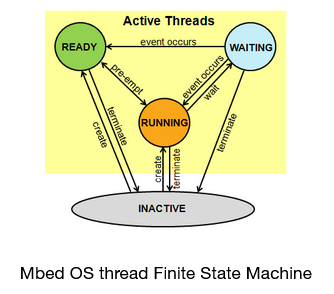 Active Threads
READY
event occurs
WAITING
pre-empt
event occurs
wait
RUNNING
terminate
create
create
terminate
terminate
INACTIVE
Mbed OS thread Finite State Machine